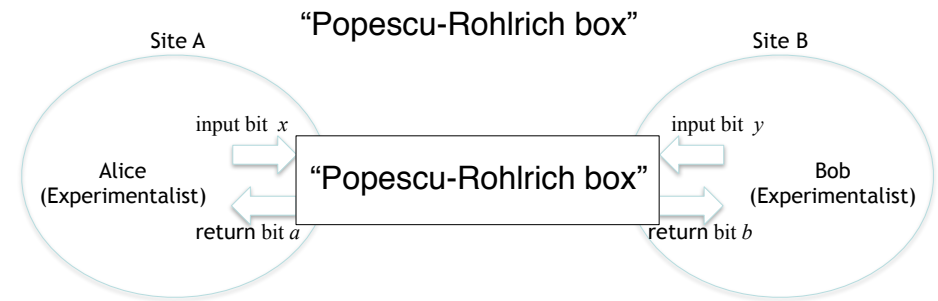 “Popescu-Rohlrich box”
Site A
Site B
input bit x
input bit y
“Popescu-Rohlrich box”
Alice
(Experimentalist)
Bob
(Experimentalist)
return bit a
return bit b